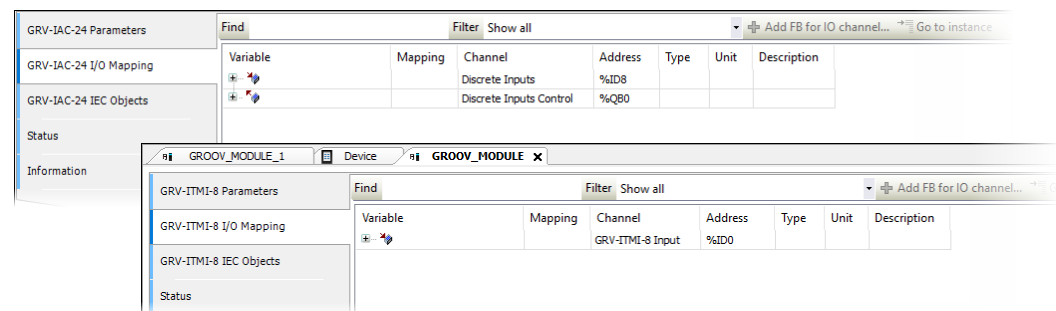 GRV-IAC-24 Parameters
GRV-IAC-24 I/O Mapping
GRV-IAC-24 IEC Objects
Status
Information
Find Filter Show all Add FB for IO channel... Go to instance
Variable Mapping Channel Address Type Unit Description
Discrete Inputs %ID8
Discrete Inputs Control %QB0
GROOV_MODULE_1 Device GROOV_MODULE X
GRV-ITMI-8 Parameters
GRV-ITMI-8 I/O Mapping
GRV-ITMI-8 IEC Objects
Status
Find Filter Show all Add FB for IO channel...
Variable Mapping Channel Address Type Unit Description
GRV-ITMI-8 Input %ID0